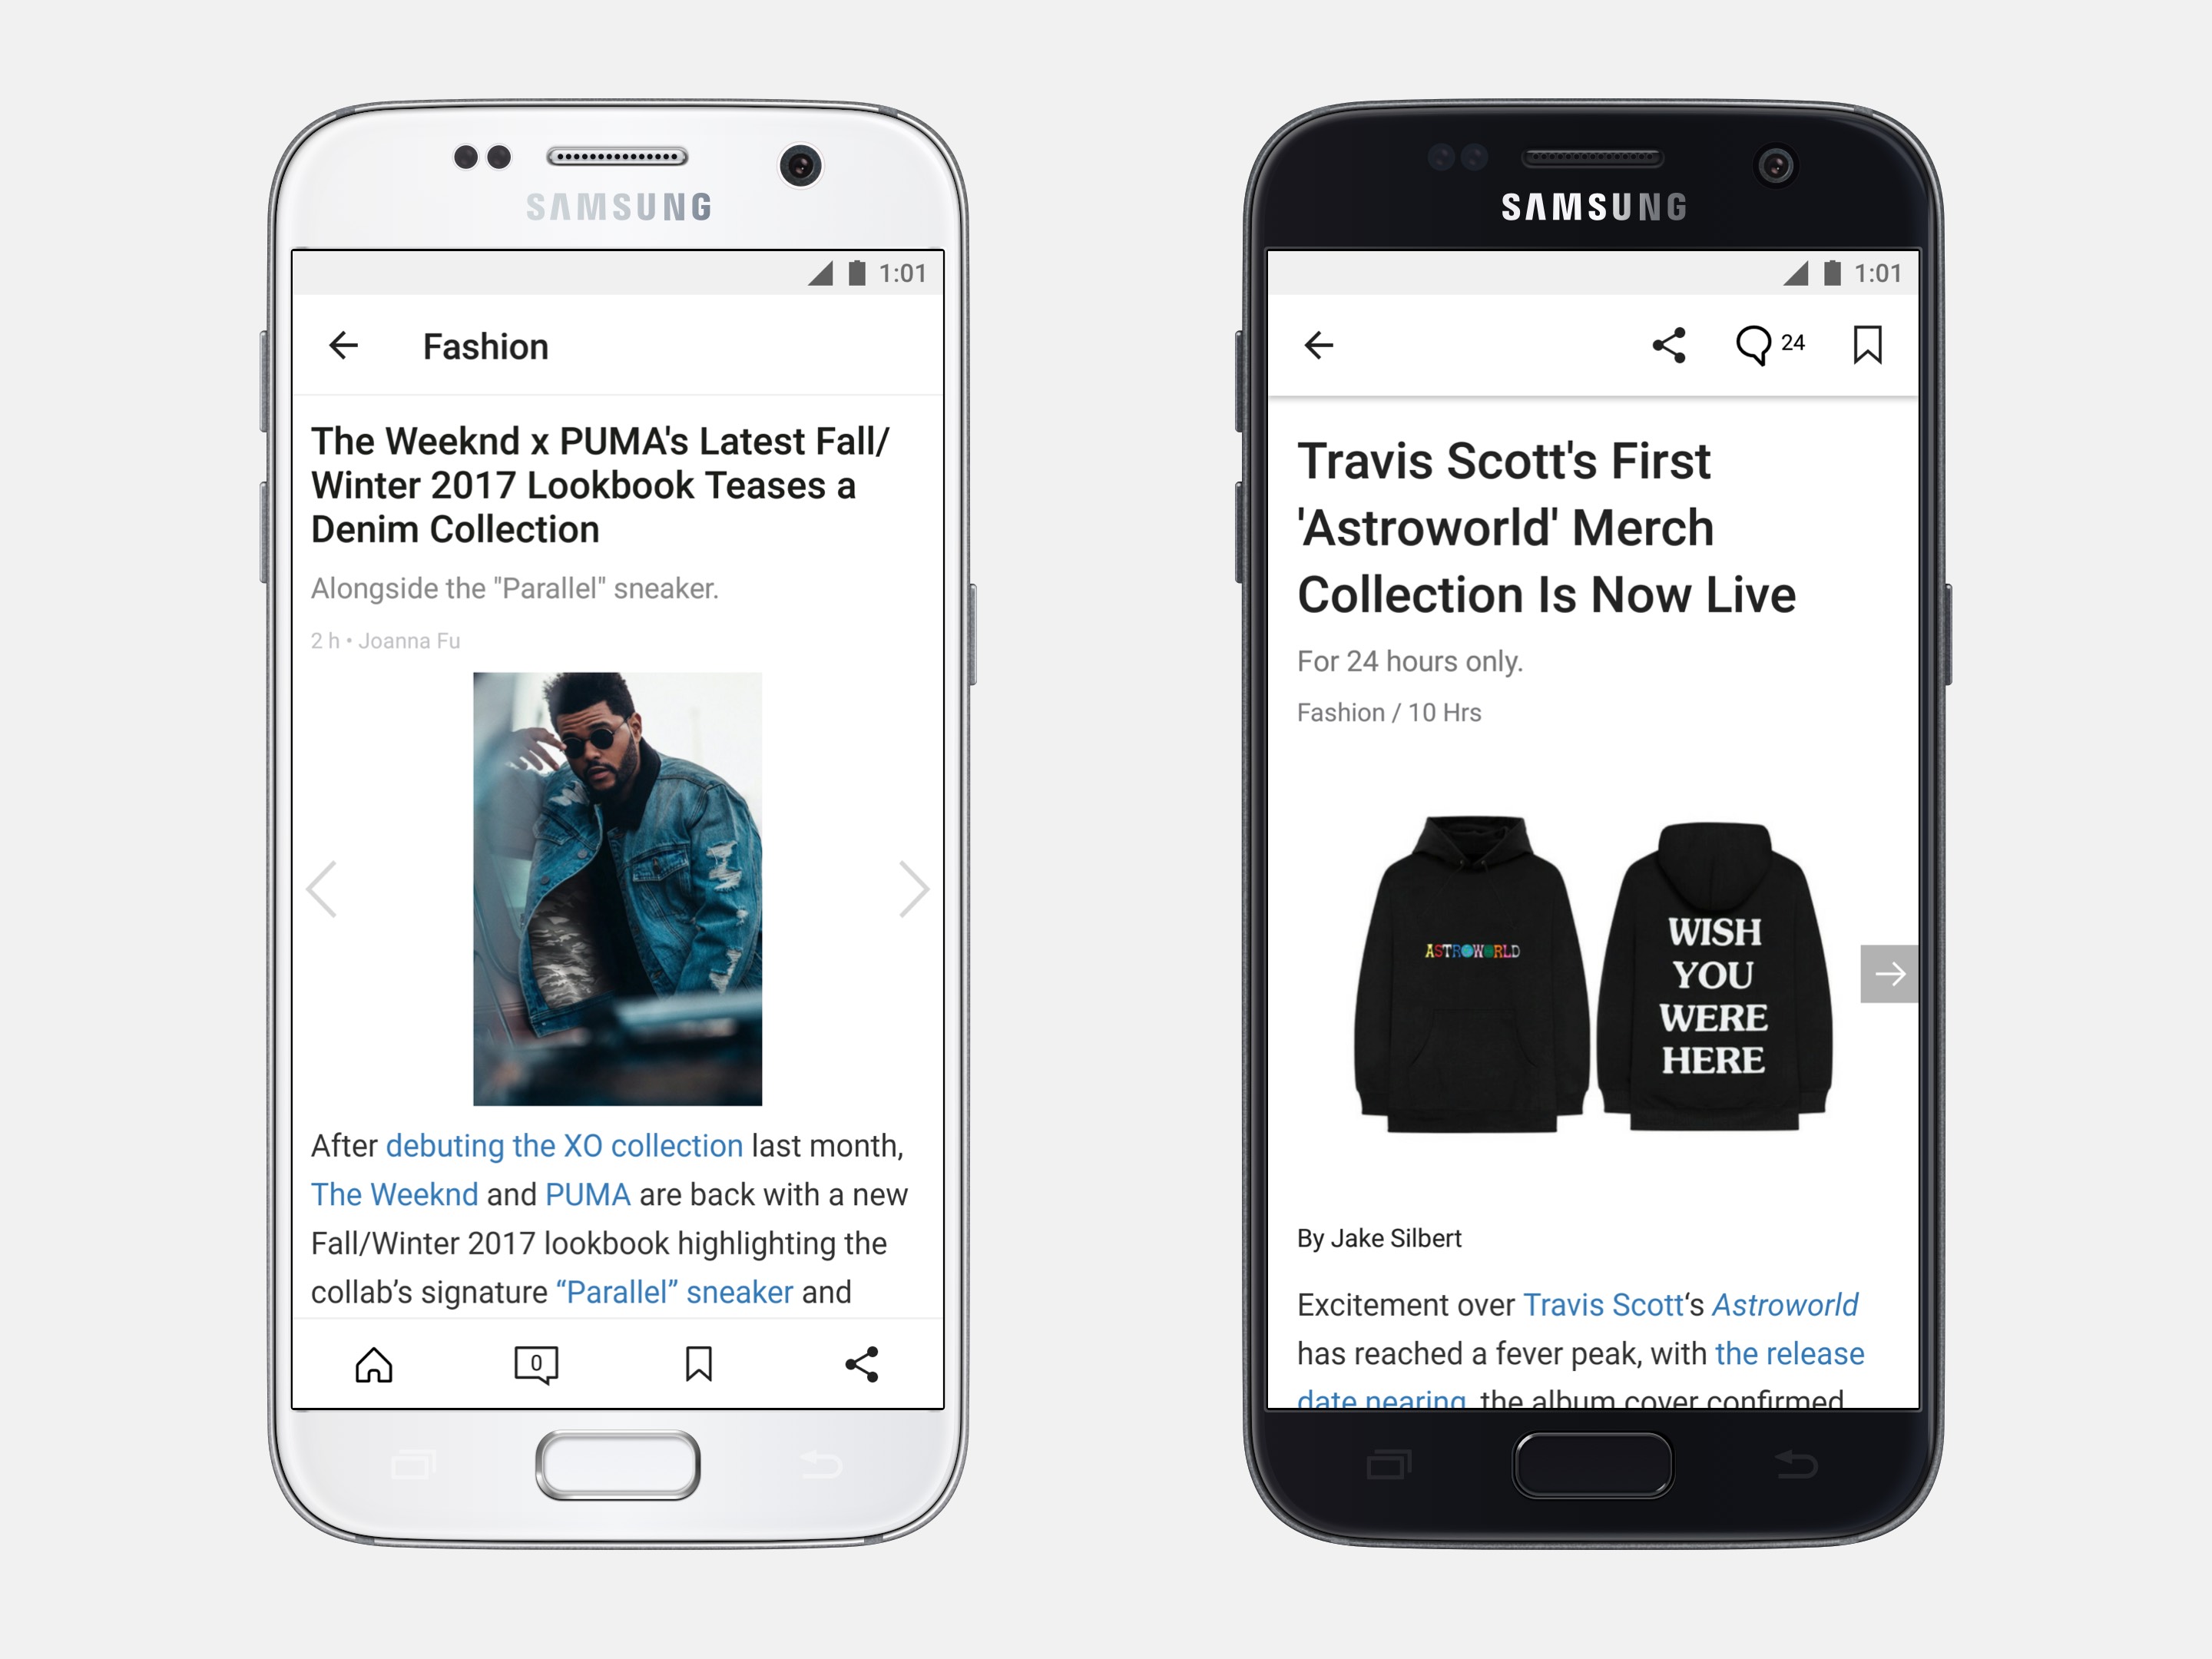 SAMSUNG
1:01
Fashion
The Weeknd x PUMA's Latest Fall/
Winter 2017 Lookbook Teases a
Denim Collection
Alongside the "Parallel" sneaker.
2 h • Joanna Fu
After debuting the XO collection last month,
The Weeknd and PUMA are back with a new
Fall/Winter 2017 lookbook highlighting the
collab’s signature “Parallel” sneaker and
0
SAMSUNG
1:01
24
Travis Scott's First
'Astroworld' Merch
Collection Is Now Live
For 24 hours only.
Fashion / 10 Hrs
ASTROWORLD
WISH
YOU
WERE
HERE
By Jake Silbert
Excitement over Travis Scott‘s Astroworld
has reached a fever peak, with the release
date nearing, the album cover confirmed